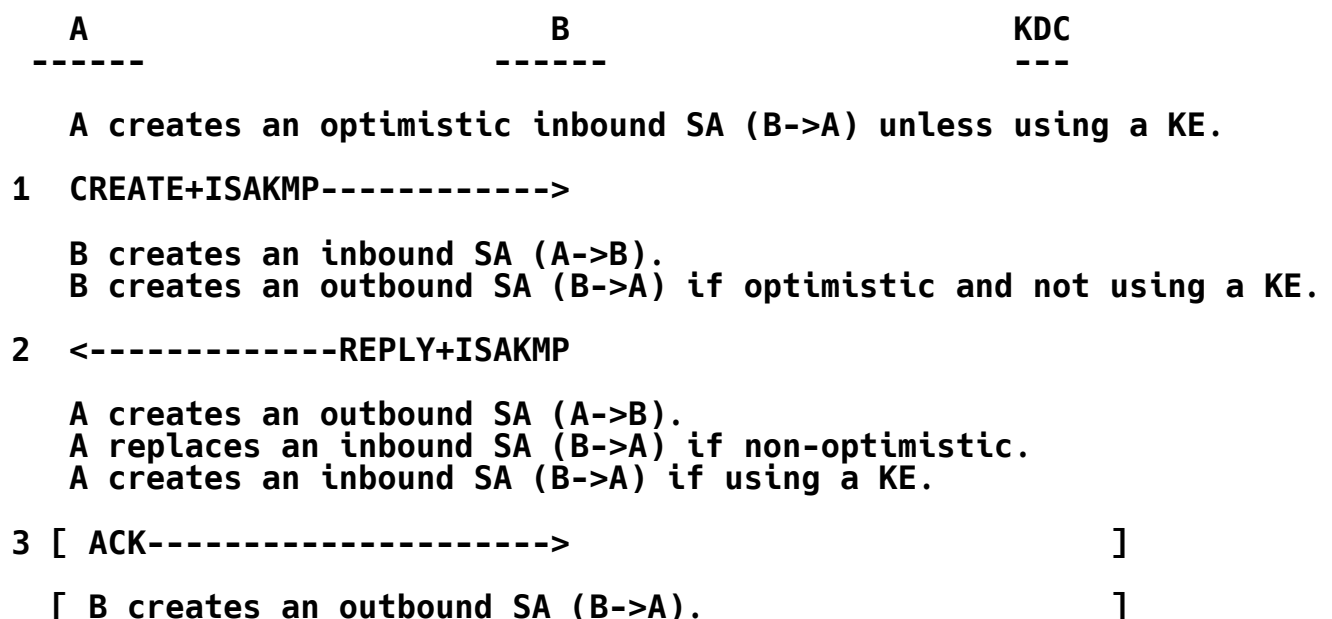 A                        B                       KDC
------                  ------                     ---
A creates an optimistic inbound SA (B->A) unless using a KE.
1  CREATE+ISAKMP------------>
B creates an inbound SA (A->B).
B creates an outbound SA (B->A) if optimistic and not using a KE.
2  <-------------REPLY+ISAKMP
A creates an outbound SA (A->B).
A replaces an inbound SA (B->A) if non-optimistic.
A creates an inbound SA (B->A) if using a KE.
3 [ ACK--------------------->                            ]
[ B creates an outbound SA (B->A).                     ]